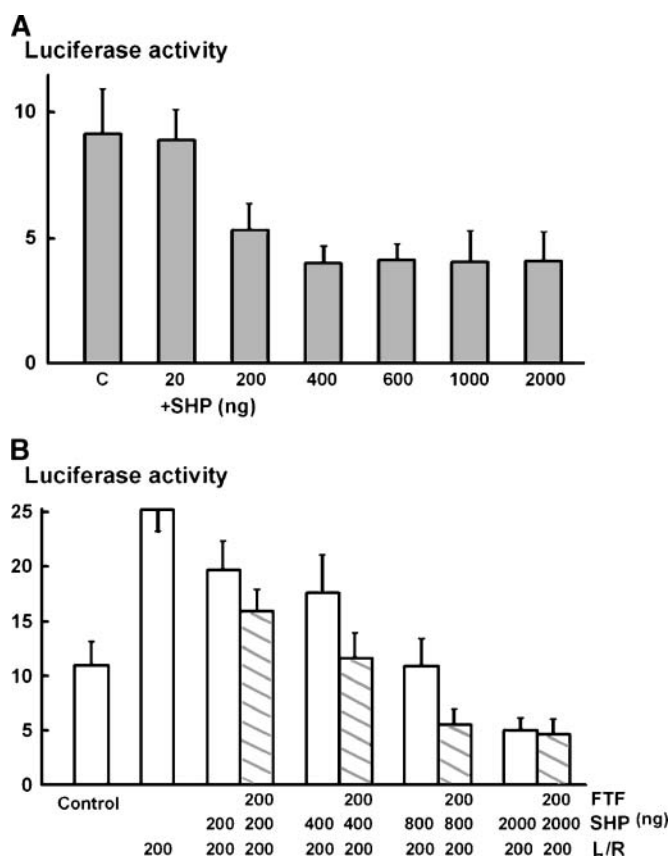 A
Luciferase activity
10
5
0
C 20 200 400 600 1000 2000
+SHP (ng)
B
Luciferase activity
25
20
15
10
5
0
Control 200 200 200 200 FTF
200 200 400 400 800 800 2000 2000 SHP (ng)
200 200 200 200 200 200 200 200 200 L/R